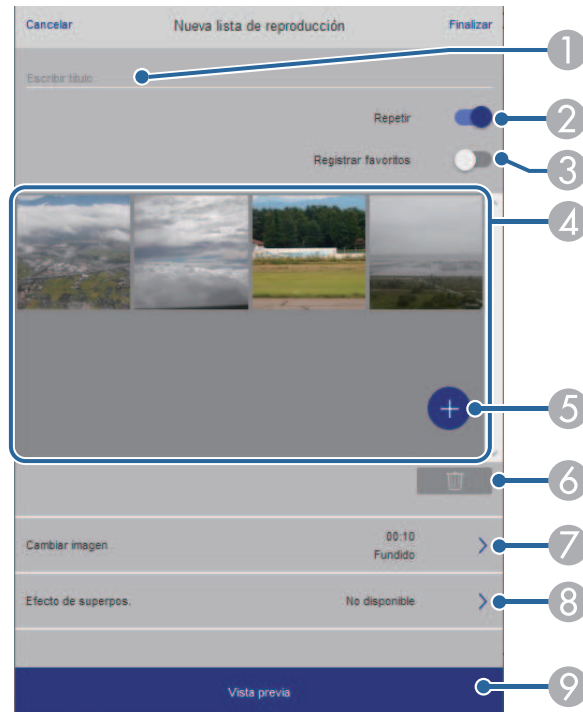 Cancelar Nueva lista de reproducción Finalizar
Escribir título
1
Repetir
2
Registrar favoritos
3
4
+
5
6
Cambiar imagen 00:10
Fundido
7
Efecto de superpos. No disponible
8
Vista previa
9